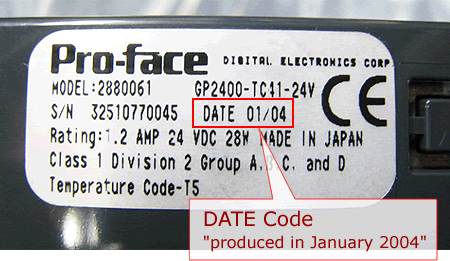 Pro-face DIGITAL ELECTRONICS CORP
MODEL:2880061 GP2400-TC41-24V
S/N 32510770045 DATE 01/04
CE
Rating:1.2 AMP 24 VDC 28W MADE IN JAPAN
Class 1 Division 2 Group A.B.C. and D
Temperature Code-T5
DATE Code
"produced in January 2004"